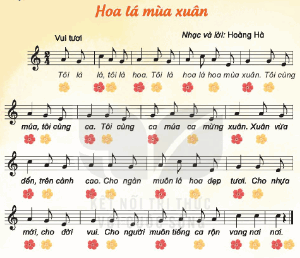 Hoa lá mùa xuân
Vui tươi
Nhạc và lời: Hoàng Hà
Tôi là lá, tôi là hoa. Tôi là hoa lá hoa mùa xuân. Tôi cùng
múa, tôi cùng ca. Tôi cùng ca múa ca mừng xuân. Xuân vừa
đến, trên cành cao. Cho ngàn muôn lá hoa đẹp tươi. Cho nhựa
KẾT NỐI TRI THỨC
mới, cho đời vui. Cho người muôn tiếng ca rộn vang nơi nơi.